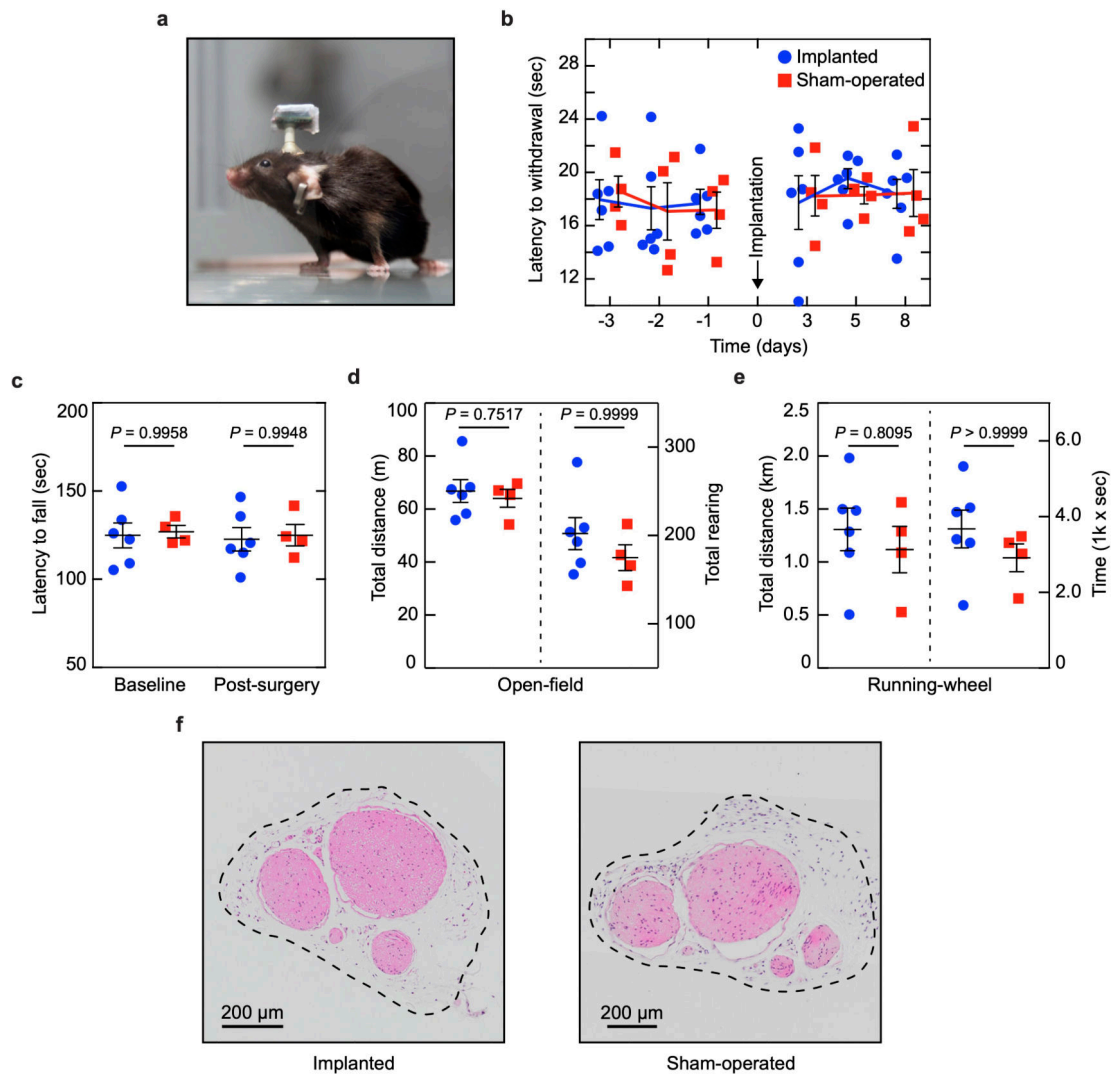 a
b
Latency to withdrawal (sec)
28
24
20
16
12
Implanted
Sham-operated
Implantation
-3 -2 -1 0 3 5 8
Time (days)
c
Latency to fall (sec)
200
150
100
50
P = 0.9958
P = 0.9948
Baseline
Post-surgery
d
Total distance (m)
100
80
60
40
20
0
P = 0.7517
P = 0.9999
300
200
100
Total rearing
Open-field
e
Total distance (km)
2.5
2.0
1.5
1.0
0.5
0
P = 0.8095
P > 0.9999
6.0
4.0
2.0
0
Time (1k x sec)
Running-wheel
f
200 µm
Implanted
200 µm
Sham-operated